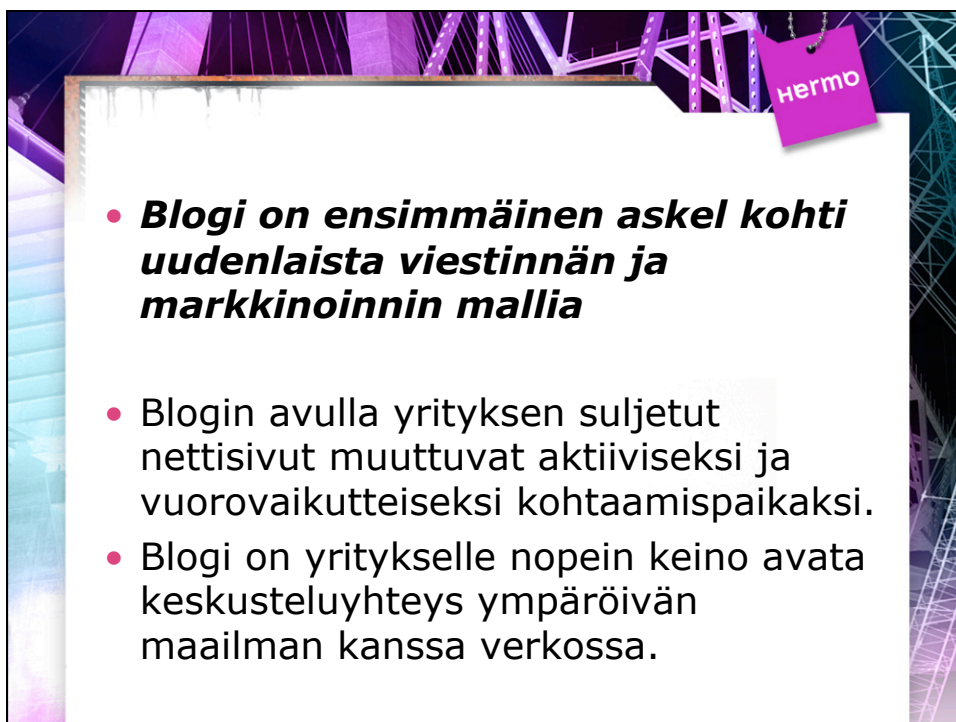 Hermo
• Blogi on ensimmäinen askel kohti
uudenlaista viestinnän ja
markkinoinnin mallia
• Blogin avulla yrityksen suljetut
nettisivut muuttuvat aktiiviseksi ja
vuorovaikutteiseksi kohtaamispaikaksi.
• Blogi on yritykselle nopein keino avata
keskusteluyhteys ympäröivän
maailman kanssa verkossa.